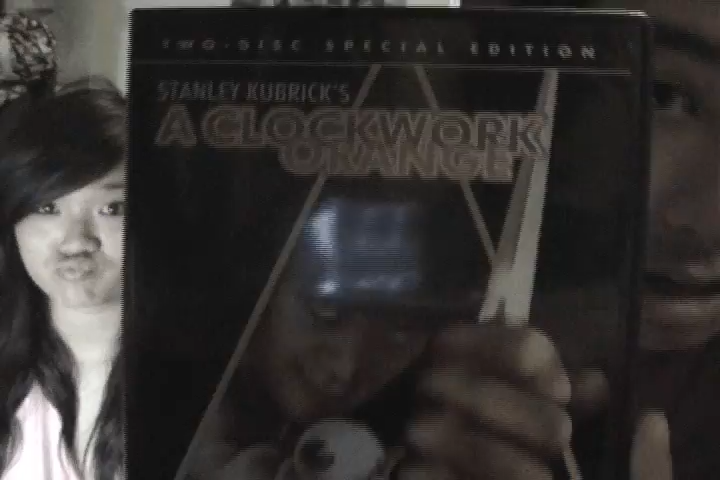 TWO-DISC SPECIAL EDITION
STANLEY KUBRICK'S
A CLOCKWORK
ORANGE